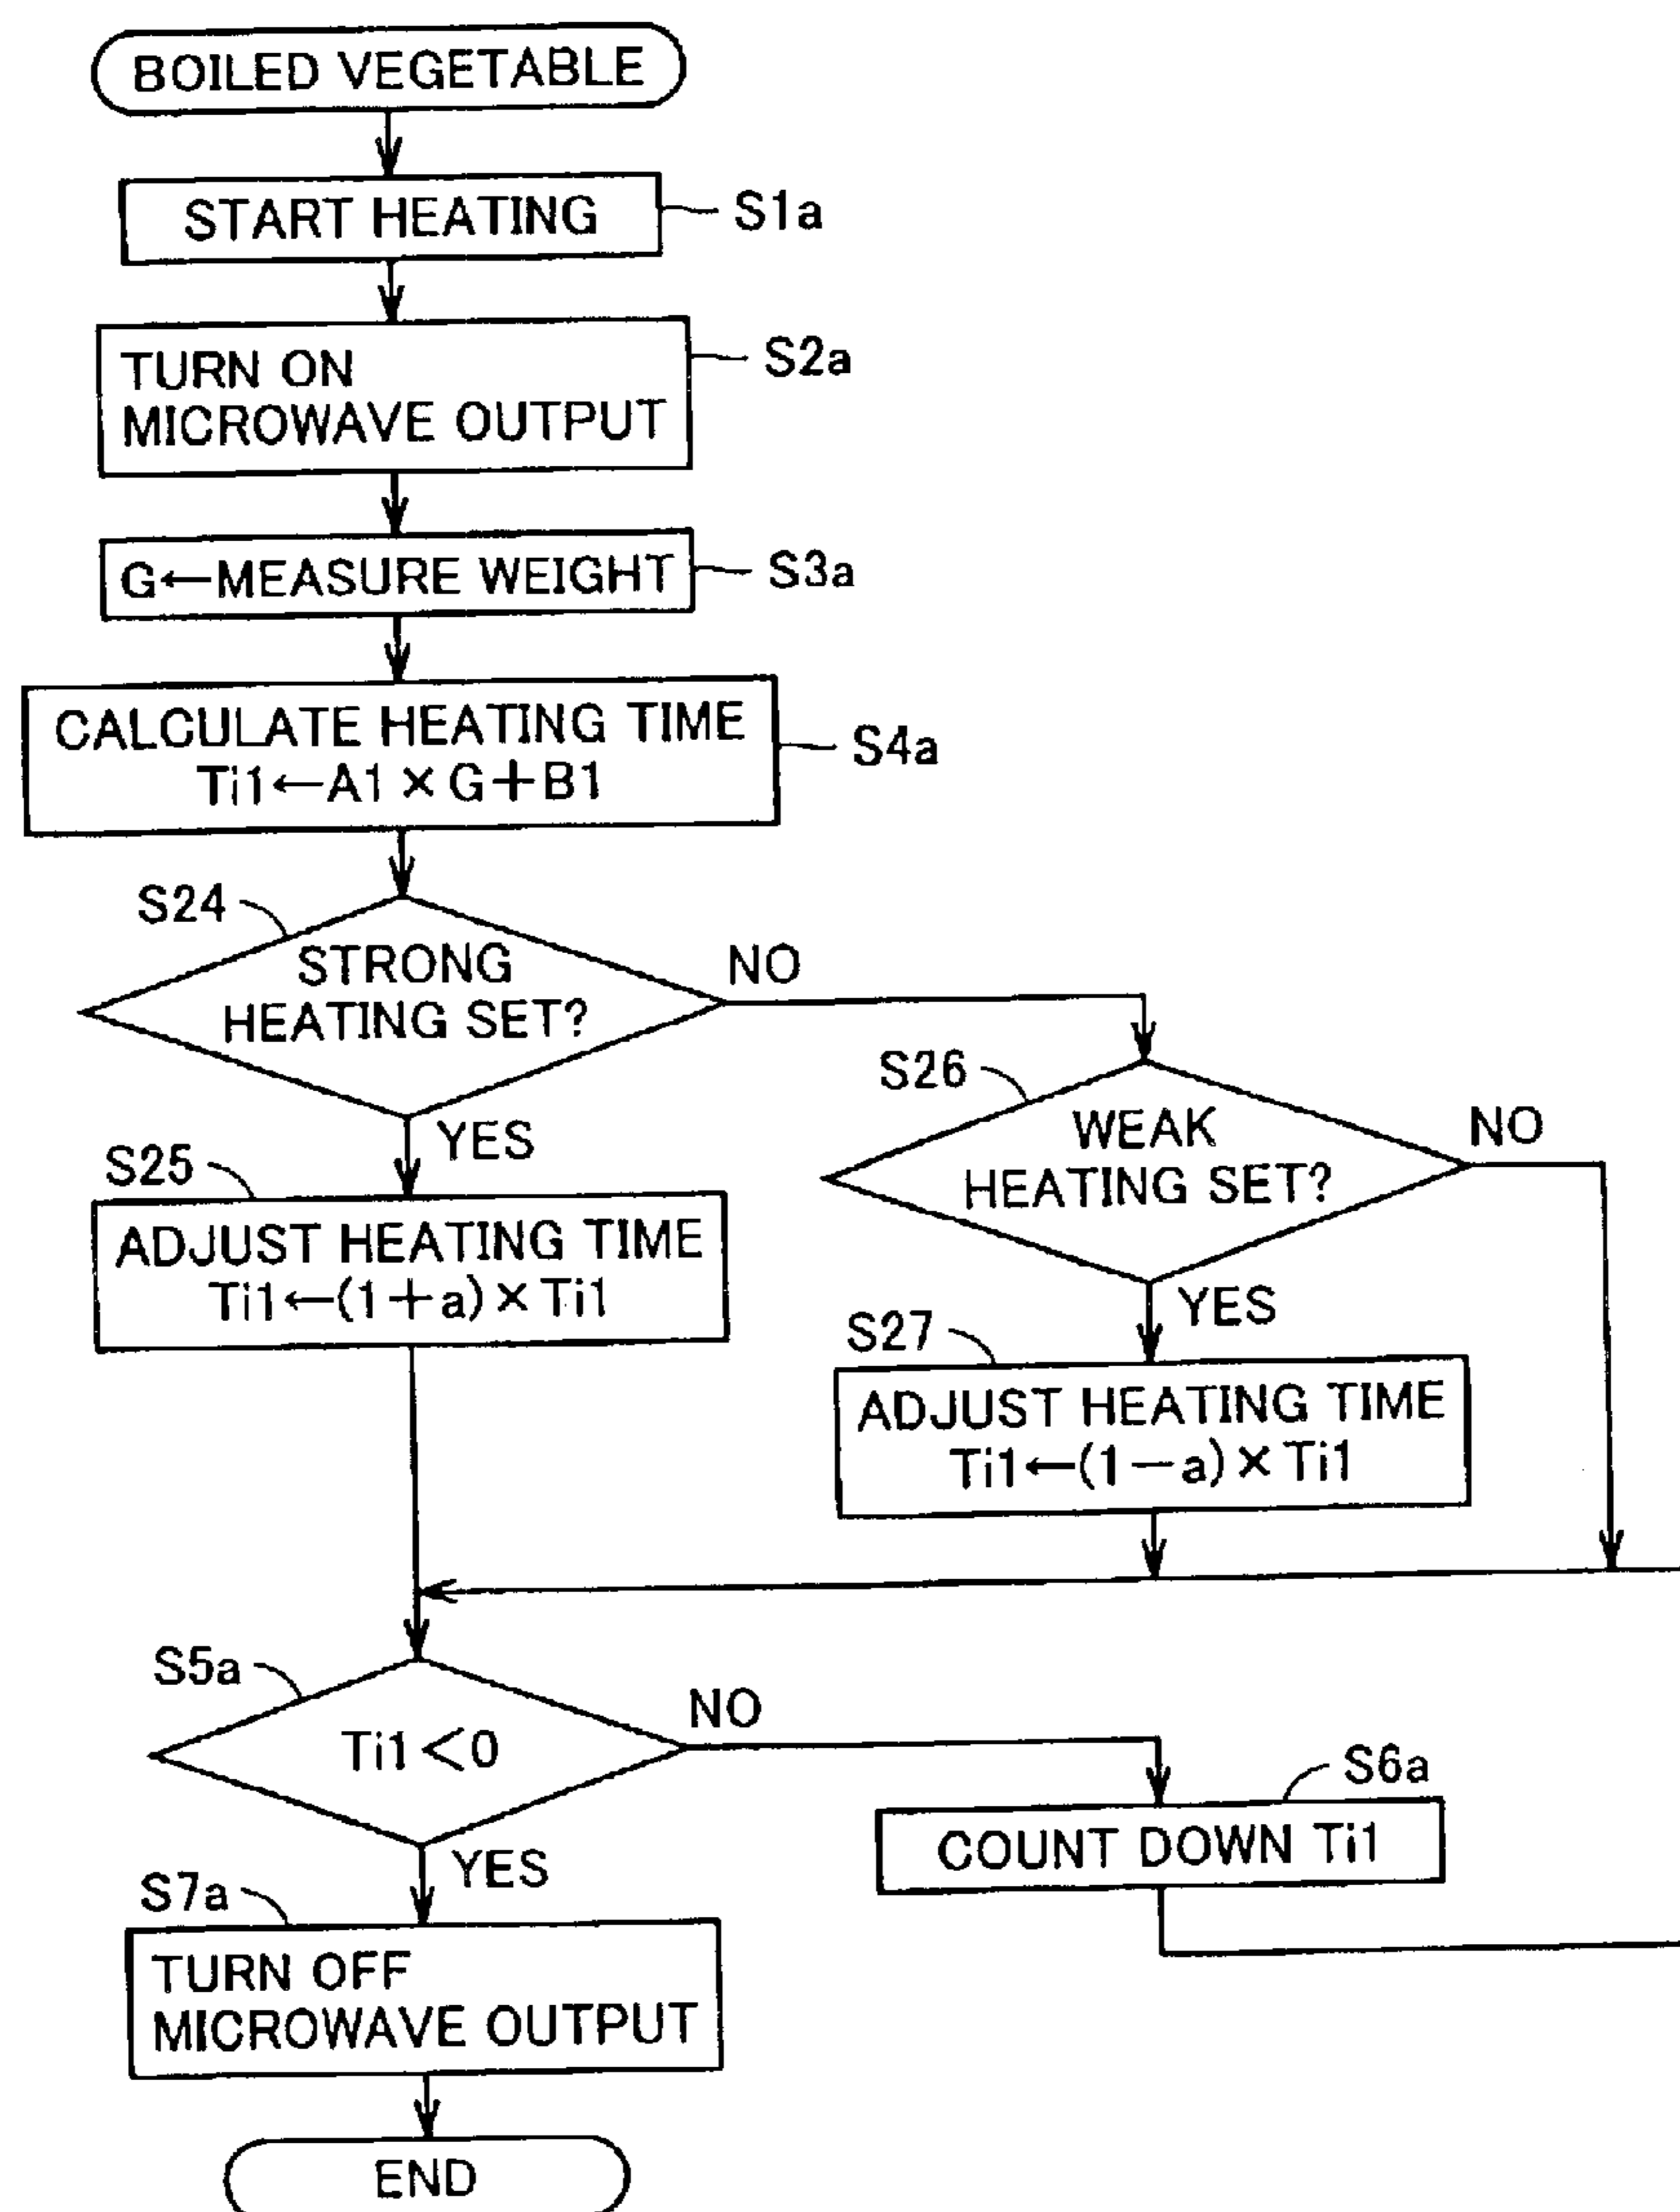 BOILED VEGETABLE
START HEATING
S1a
TURN ON
MICROWAVE OUTPUT
S2a
G←MEASURE WEIGHT
S3a
CALCULATE HEATING TIME
Ti1←A1×G+B1
S4a
S24
STRONG
HEATING SET?
NO
YES
S26
WEAK
HEATING SET?
NO
YES
S25
ADJUST HEATING TIME
Ti1←(1+a)×Ti1
S27
ADJUST HEATING TIME
Ti1←(1−a)×Ti1
S5a
Ti1<0
NO
YES
S6a
COUNT DOWN Ti1
S7a
TURN OFF
MICROWAVE OUTPUT
END